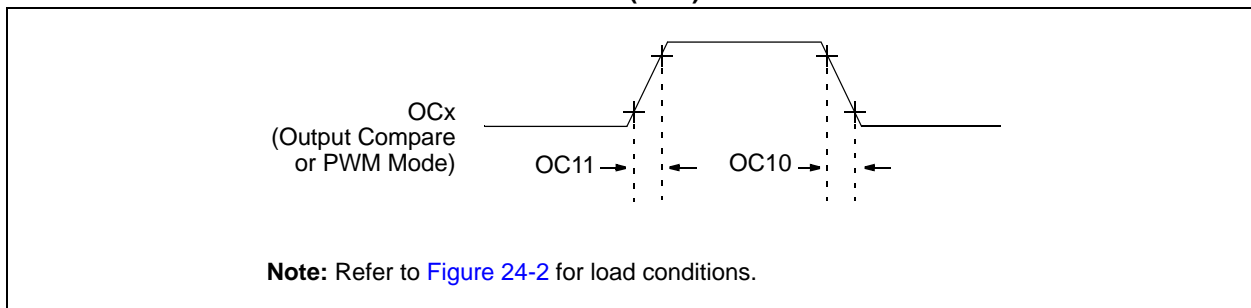 OCx
(Output Compare
or PWM Mode)
OC11
OC10
Note: Refer to Figure 24-2 for load conditions.